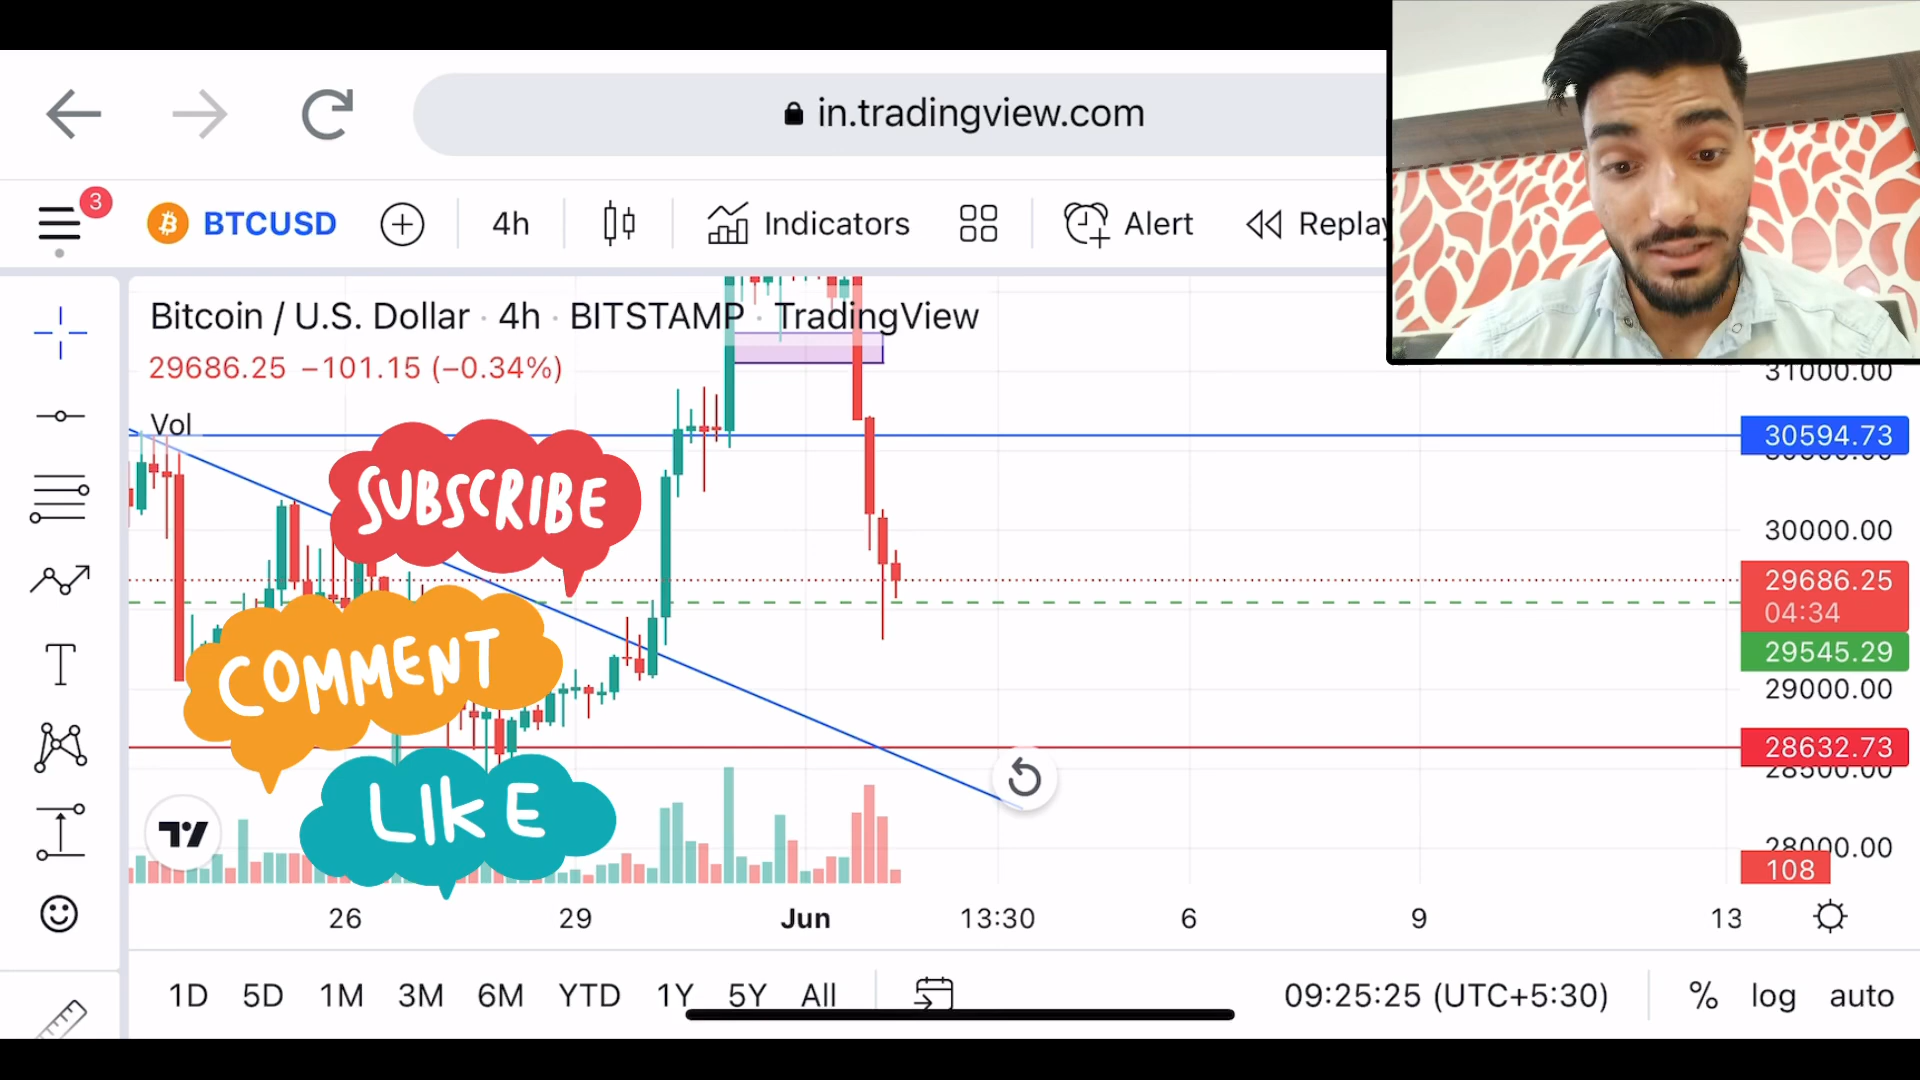 in.tradingview.com
3
BTCUSD
4h
Indicators
Alert
Replay
Bitcoin / U.S. Dollar · 4h · BITSTAMP · TradingView
29686.25 −101.15 (−0.34%)
Vol
31000.00
30594.73
30000.00
29686.25
04:34
29545.29
29000.00
28632.73
28500.00
28000.00
108
SUBSCRIBE
COMMENT
LIKE
26
29
Jun
13:30
6
9
13
1D 5D 1M 3M 6M YTD 1Y 5Y All
09:25:25 (UTC+5:30)
% log auto